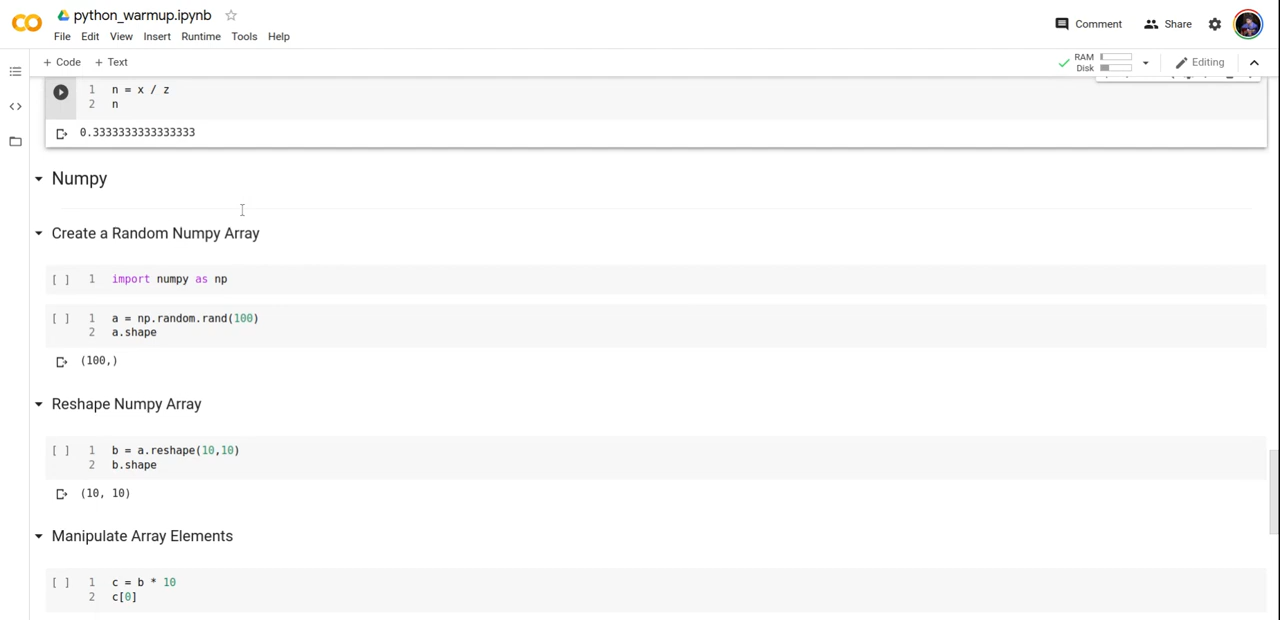 python_warmup.ipynb
File Edit View Insert Runtime Tools Help
Comment Share
+ Code + Text
RAM
Disk
Editing
1 n = x / z
2 n
0.3333333333333333
Numpy
Create a Random Numpy Array
[ ] 1 import numpy as np
[ ] 1 a = np.random.rand(100)
2 a.shape
(100,)
Reshape Numpy Array
[ ] 1 b = a.reshape(10,10)
2 b.shape
(10, 10)
Manipulate Array Elements
[ ] 1 c = b * 10
2 c[0]